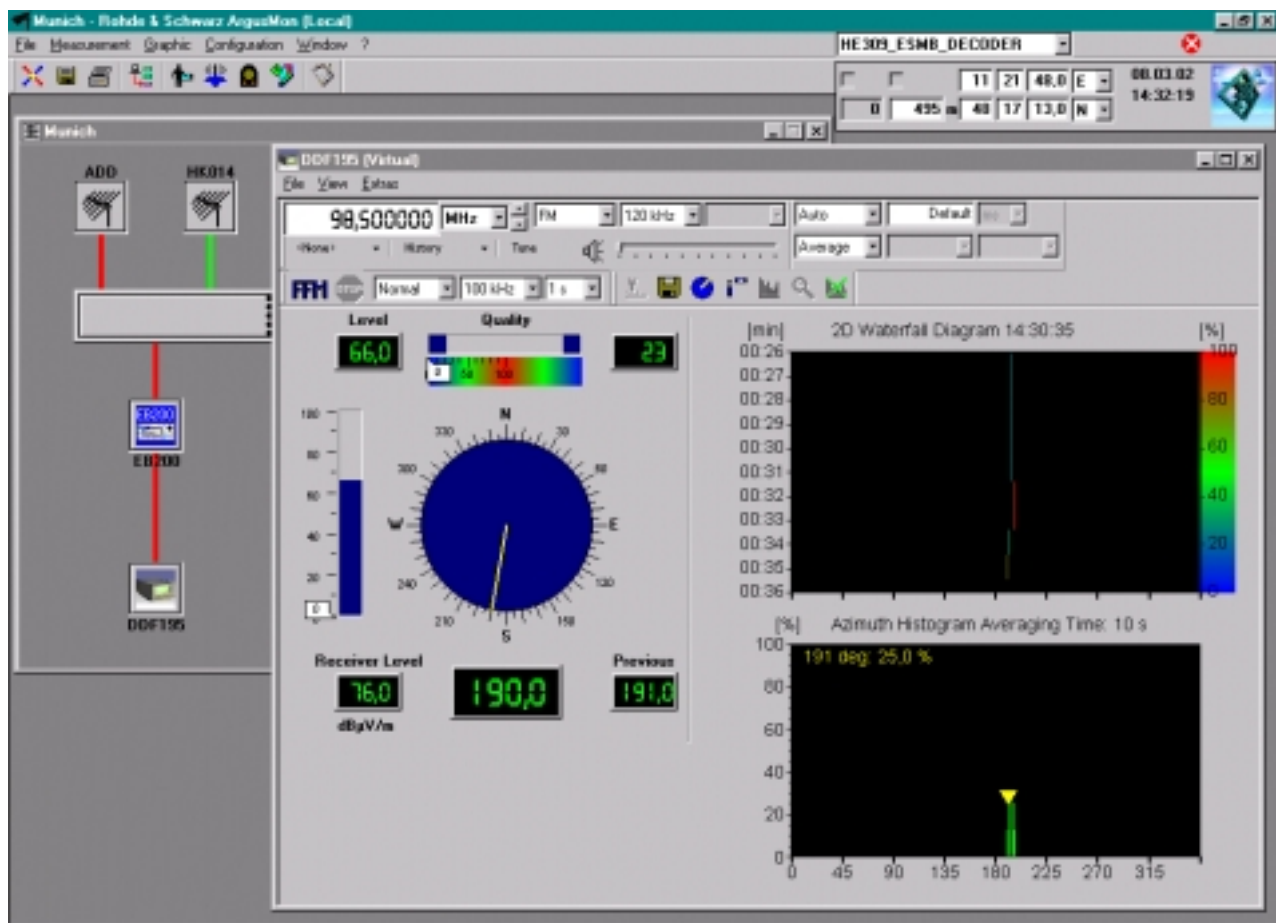 Munich - Rohde & Schwarz ArgusMon (Local)
File Measurement Graphic Configuration Window ?
HE309_ESMB_DECODER
11 21 48,0 E
08.03.02
0 495 m 48 17 13,0 N
14:32:19
Munich
ADD HK014
EB200
EB200
DDF195
DDF195 (Virtual)
File View Extras
98,500000 MHz FM 120 kHz Auto Default
<None> History Tune Average
FFM STOP Normal 100 kHz 1 s
Level Quality
66,0 23
0 50 100
100
80
60
40
20
0
N
30
60
E
120
150
S
210
240
W
300
330
Receiver Level Previous
76,0 190,0 191,0
dBµV/m
[min] 2D Waterfall Diagram 14:30:35 [%]
00:26 100
00:27
00:28 80
00:29
00:30 60
00:31
00:32 40
00:33
00:34 20
00:35
00:36 0
[%] Azimuth Histogram Averaging Time: 10 s
191 deg: 25,0 %
100
80
60
40
20
0
0 45 90 135 180 225 270 315